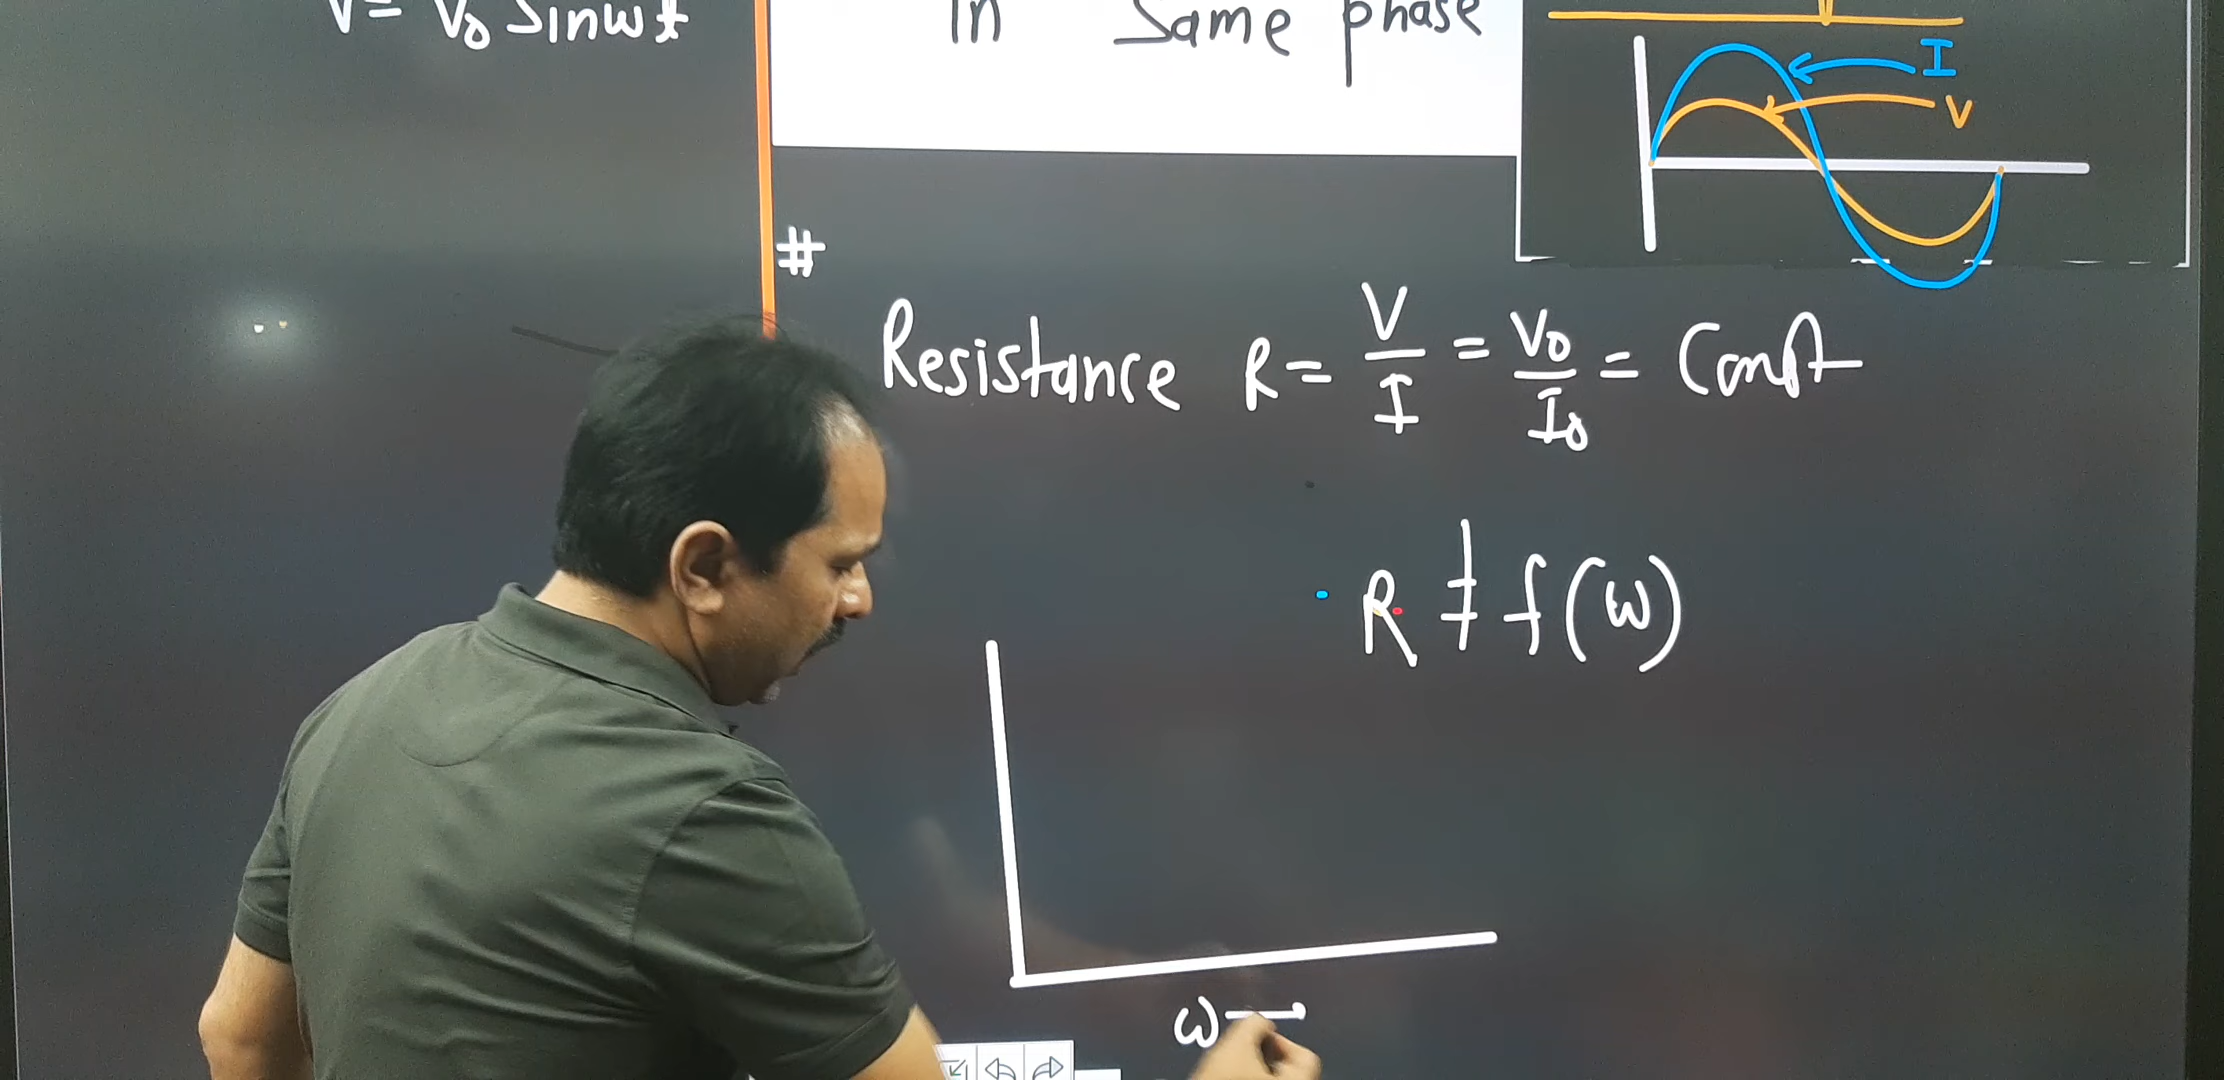 V = V₀ Sinωt
In Same phase
I
V
#
Resistance R = V/I = V₀/I₀ = Const
R ≠ f(ω)
ω